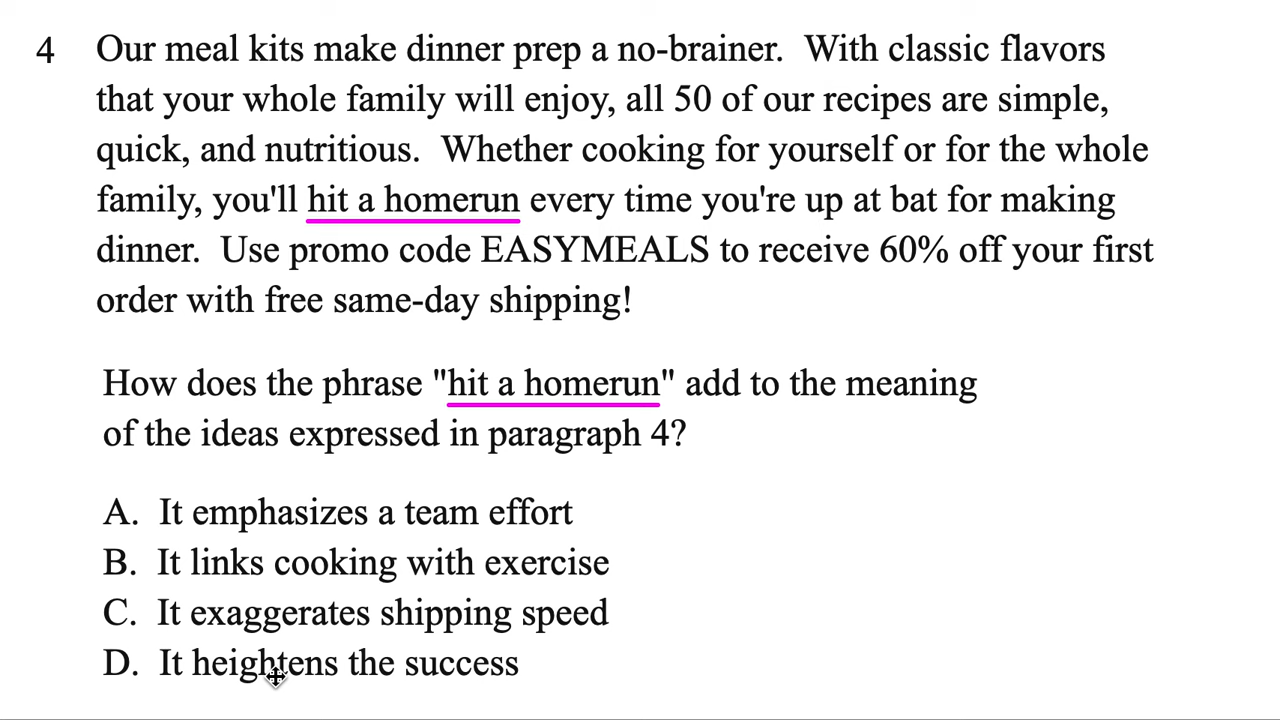 4 Our meal kits make dinner prep a no-brainer. With classic flavors
that your whole family will enjoy, all 50 of our recipes are simple,
quick, and nutritious. Whether cooking for yourself or for the whole
family, you'll hit a homerun every time you're up at bat for making
dinner. Use promo code EASYMEALS to receive 60% off your first
order with free same-day shipping!
How does the phrase "hit a homerun" add to the meaning
of the ideas expressed in paragraph 4?
A. It emphasizes a team effort
B. It links cooking with exercise
C. It exaggerates shipping speed
D. It heightens the success